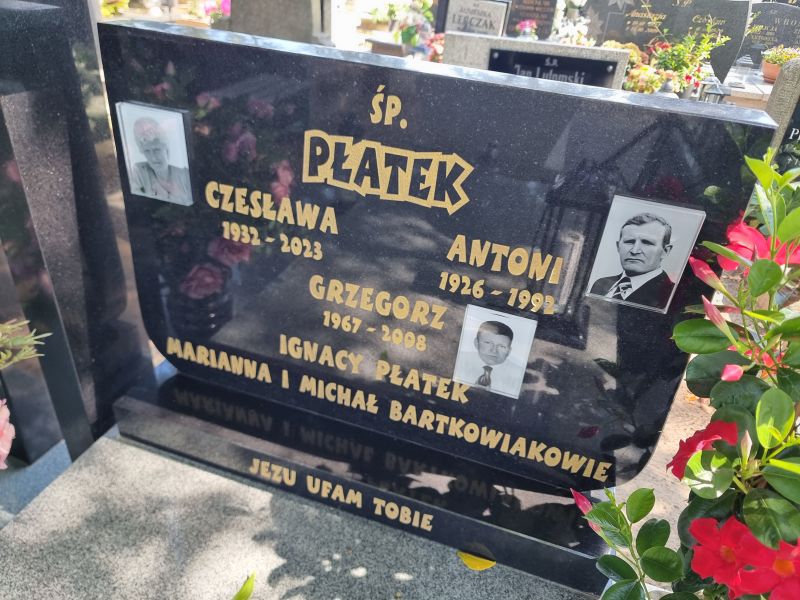 ŚP.
PŁATEK
CZESŁAWA
1932 - 2023
ANTONI
1926 - 1992
GRZEGORZ
1967 - 2008
IGNACY PŁATEK
MARIANNA I MICHAŁ BARTKOWIAKOWIE
JEZU UFAM TOBIE
Ś.P.